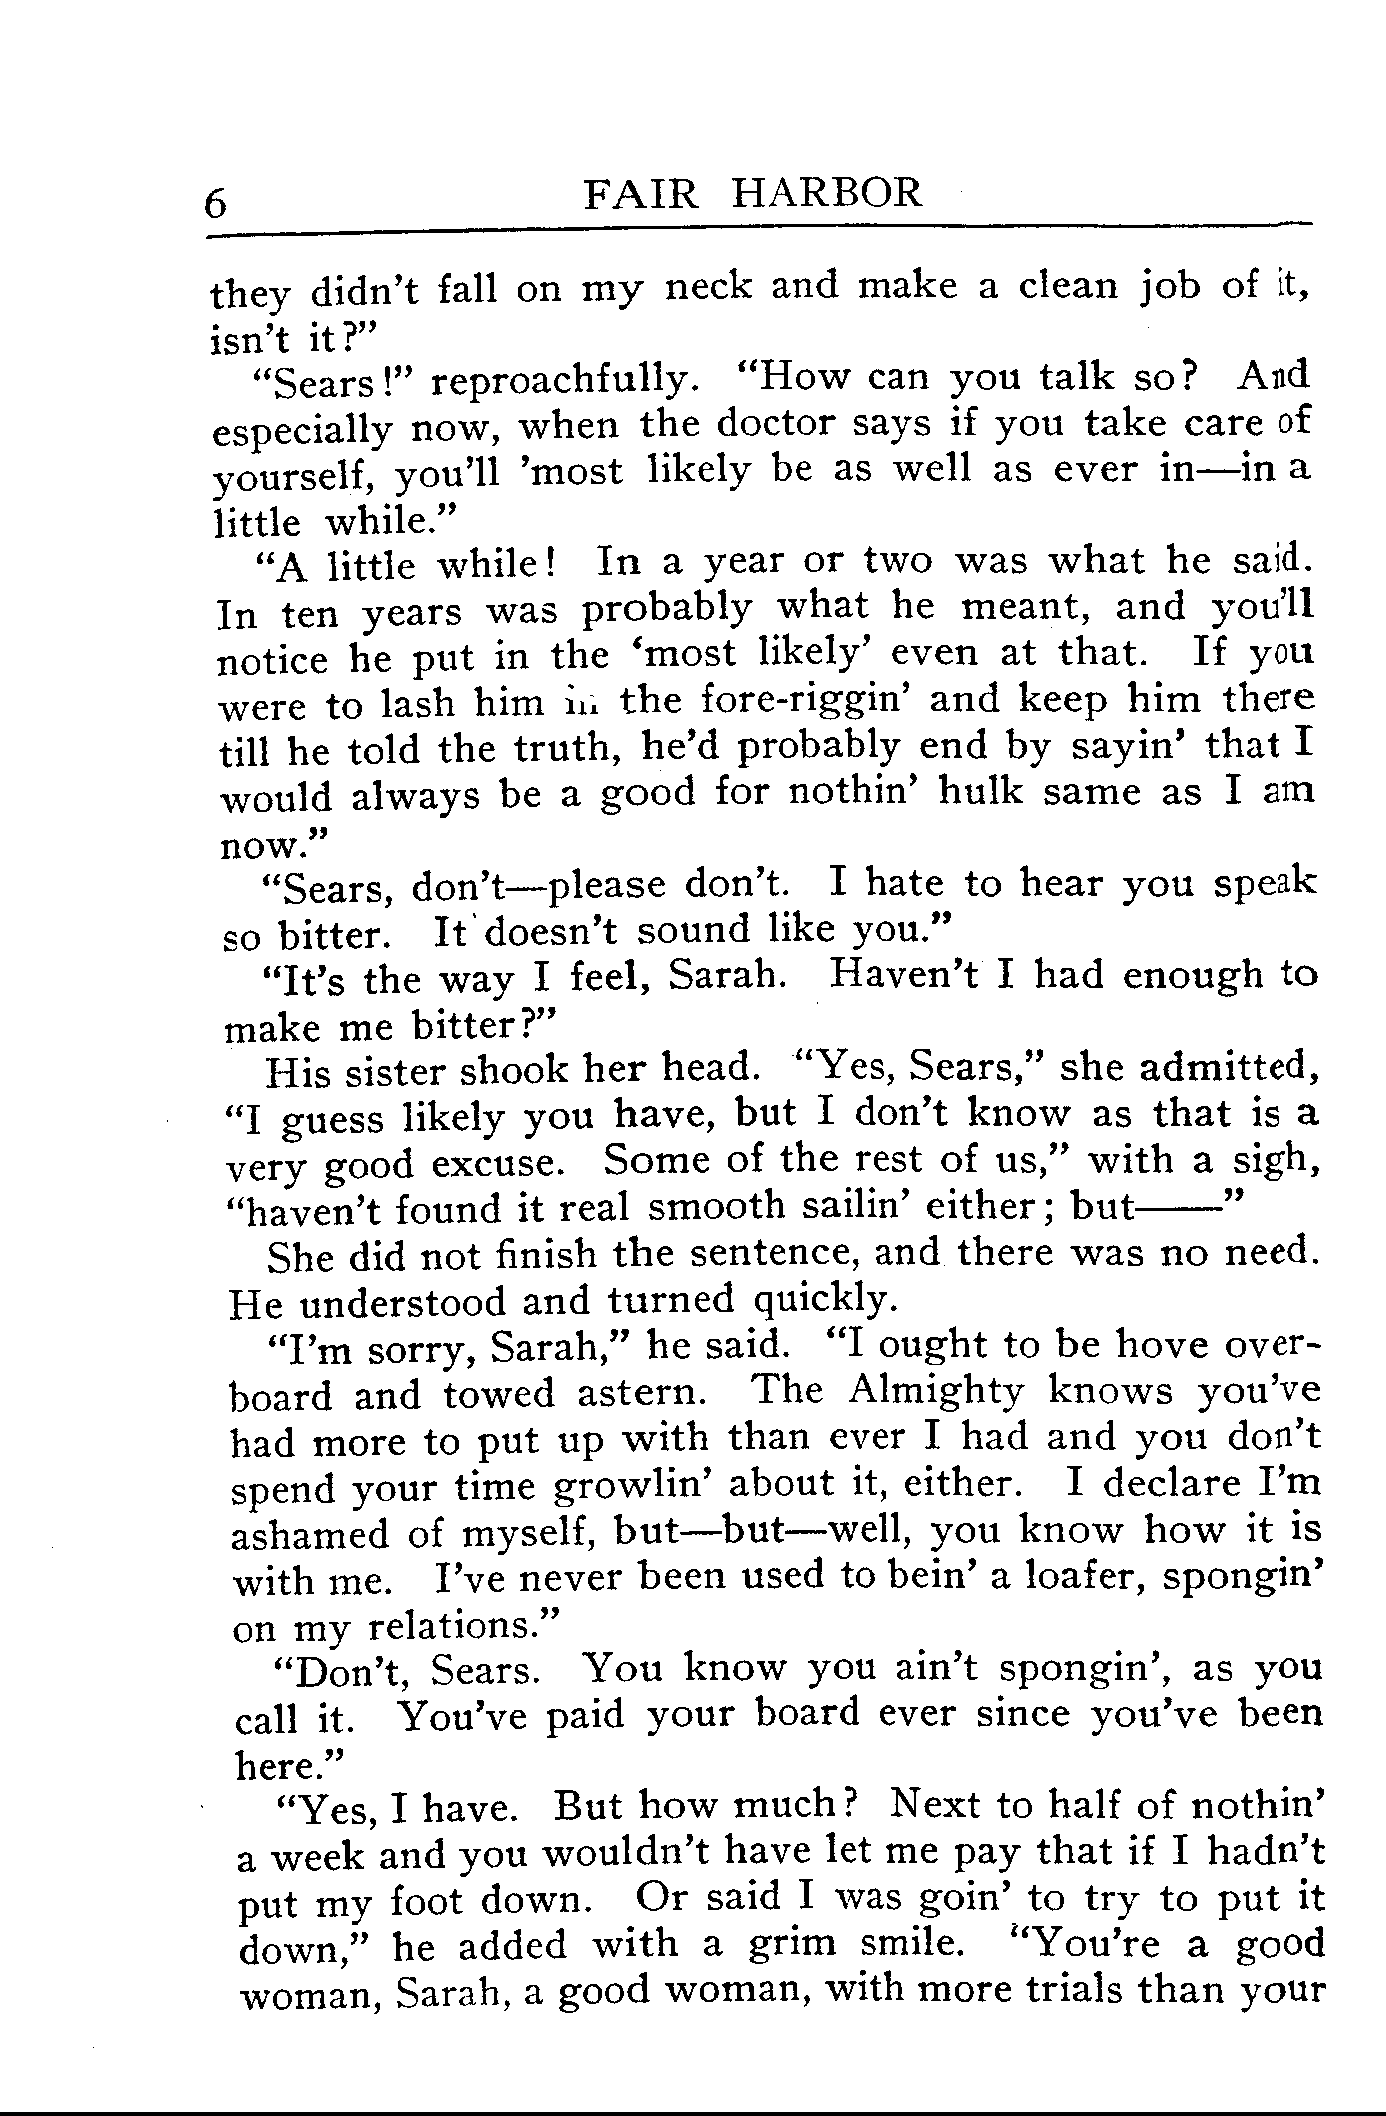 6 FAIR HARBOR
they didn't fall on my neck and make a clean job of it,
isn't it?"
"Sears!" reproachfully. "How can you talk so? And
especially now, when the doctor says if you take care of
yourself, you'll 'most likely be as well as ever in—in a
little while."
"A little while! In a year or two was what he said.
In ten years was probably what he meant, and you'll
notice he put in the 'most likely' even at that. If you
were to lash him in the fore-riggin' and keep him there
till he told the truth, he'd probably end by sayin' that I
would always be a good for nothin' hulk same as I am
now."
"Sears, don't—please don't. I hate to hear you speak
so bitter. It doesn't sound like you."
"It's the way I feel, Sarah. Haven't I had enough to
make me bitter?"
His sister shook her head. "Yes, Sears," she admitted,
"I guess likely you have, but I don't know as that is a
very good excuse. Some of the rest of us," with a sigh,
"haven't found it real smooth sailin' either; but——"
She did not finish the sentence, and there was no need.
He understood and turned quickly.
"I'm sorry, Sarah," he said. "I ought to be hove over-
board and towed astern. The Almighty knows you've
had more to put up with than ever I had and you don't
spend your time growlin' about it, either. I declare I'm
ashamed of myself, but—but—well, you know how it is
with me. I've never been used to bein' a loafer, spongin'
on my relations."
"Don't, Sears. You know you ain't spongin', as you
call it. You've paid your board ever since you've been
here."
"Yes, I have. But how much? Next to half of nothin'
a week and you wouldn't have let me pay that if I hadn't
put my foot down. Or said I was goin' to try to put it
down," he added with a grim smile. "You're a good
woman, Sarah, a good woman, with more trials than your